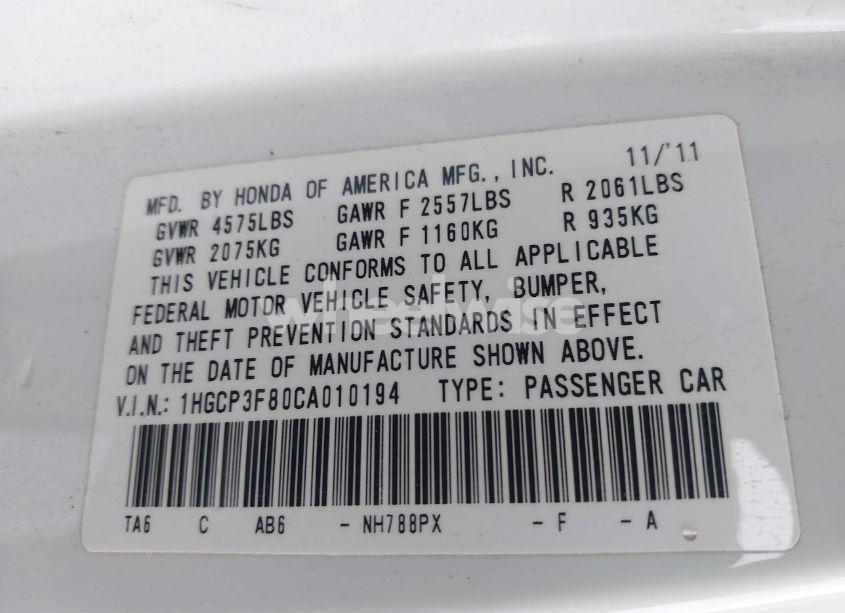 MFD. BY HONDA OF AMERICA MFG., INC. 11/'11
GVWR 4575LBS GAWR F 2557LBS R 2061LBS
GVWR 2075KG GAWR F 1160KG R 935KG
THIS VEHICLE CONFORMS TO ALL APPLICABLE
FEDERAL MOTOR VEHICLE SAFETY, BUMPER,
AND THEFT PREVENTION STANDARDS IN EFFECT
ON THE DATE OF MANUFACTURE SHOWN ABOVE.
V.I.N.: 1HGCP3F80CA010194 TYPE: PASSENGER CAR
TA6 C AB6 - NH788PX - F - A
wheelwise